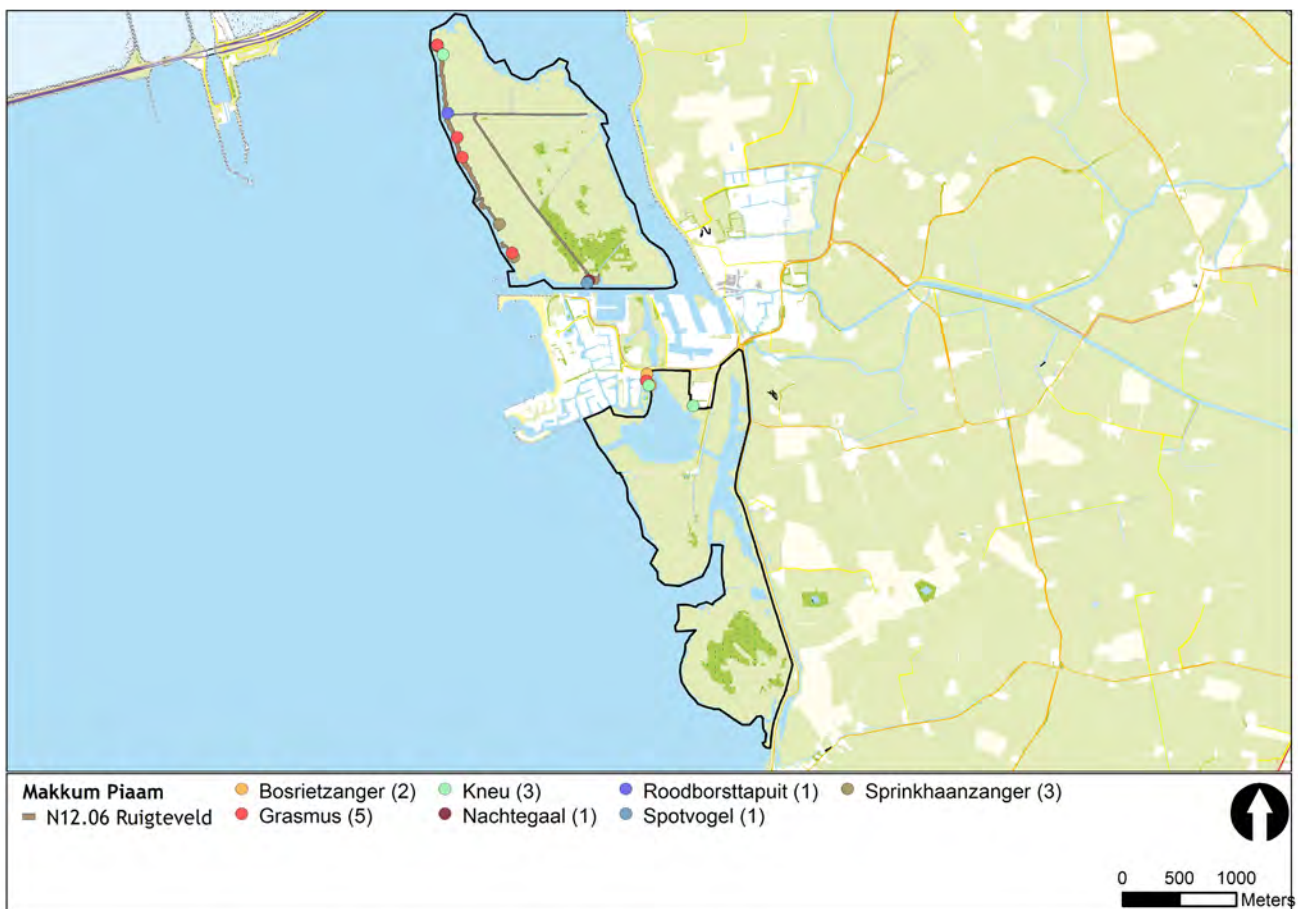 Makkum Piaam
N12.06 Ruigteveld
Bosrietzanger (2)
Grasmus (5)
Kneu (3)
Nachtegaal (1)
Roodborsttapuit (1)
Spotvogel (1)
Sprinkhaanzanger (3)
0 500 1000
Meters